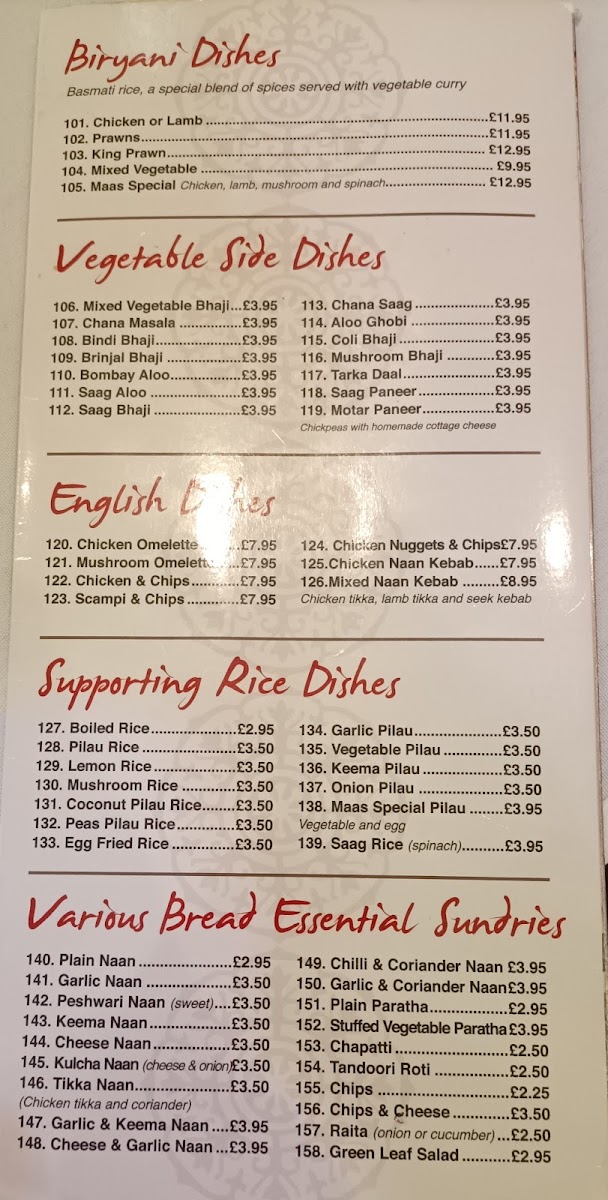 Biryani Dishes
Basmati rice, a special blend of spices served with vegetable curry
101. Chicken or Lamb ...... £11.95
102. Prawns...... £11.95
103. King Prawn...... £12.95
104. Mixed Vegetable ...... £9.95
105. Maas Special Chicken, lamb, mushroom and spinach...... £12.95
Vegetable Side Dishes
106. Mixed Vegetable Bhaji...£3.95
107. Chana Masala ......£3.95
108. Bindi Bhaji......£3.95
109. Brinjal Bhaji ......£3.95
110. Bombay Aloo......£3.95
111. Saag Aloo ......£3.95
112. Saag Bhaji ......£3.95
113. Chana Saag ......£3.95
114. Aloo Ghobi ......£3.95
115. Coli Bhaji......£3.95
116. Mushroom Bhaji ......£3.95
117. Tarka Daal......£3.95
118. Saag Paneer......£3.95
119. Motar Paneer......£3.95
Chickpeas with homemade cottage cheese
English Dishes
120. Chicken Omelette......£7.95
121. Mushroom Omelette......£7.95
122. Chicken & Chips......£7.95
123. Scampi & Chips ......£7.95
124. Chicken Nuggets & Chips£7.95
125.Chicken Naan Kebab......£7.95
126.Mixed Naan Kebab ......£8.95
Chicken tikka, lamb tikka and seek kebab
Supporting Rice Dishes
127. Boiled Rice......£2.95
128. Pilau Rice ......£3.50
129. Lemon Rice......£3.50
130. Mushroom Rice ......£3.50
131. Coconut Pilau Rice......£3.50
132. Peas Pilau Rice......£3.50
133. Egg Fried Rice ......£3.50
134. Garlic Pilau......£3.50
135. Vegetable Pilau ......£3.50
136. Keema Pilau ......£3.50
137. Onion Pilau ......£3.50
138. Maas Special Pilau ......£3.95
Vegetable and egg
139. Saag Rice (spinach)......£3.95
Various Bread Essential Sundries
140. Plain Naan ......£2.95
141. Garlic Naan ......£3.50
142. Peshwari Naan (sweet)....£3.50
143. Keema Naan......£3.50
144. Cheese Naan......£3.50
145. Kulcha Naan (cheese & onion)£3.50
146. Tikka Naan......£3.50
(Chicken tikka and coriander)
147. Garlic & Keema Naan ....£3.95
148. Cheese & Garlic Naan ...£3.95
149. Chilli & Coriander Naan £3.95
150. Garlic & Coriander Naan£3.95
151. Plain Paratha......£2.95
152. Stuffed Vegetable Paratha£3.95
153. Chapatti ......£2.50
154. Tandoori Roti ......£2.50
155. Chips ......£2.25
156. Chips & Cheese ......£3.50
157. Raita (onion or cucumber) ...£2.50
158. Green Leaf Salad ......£2.95